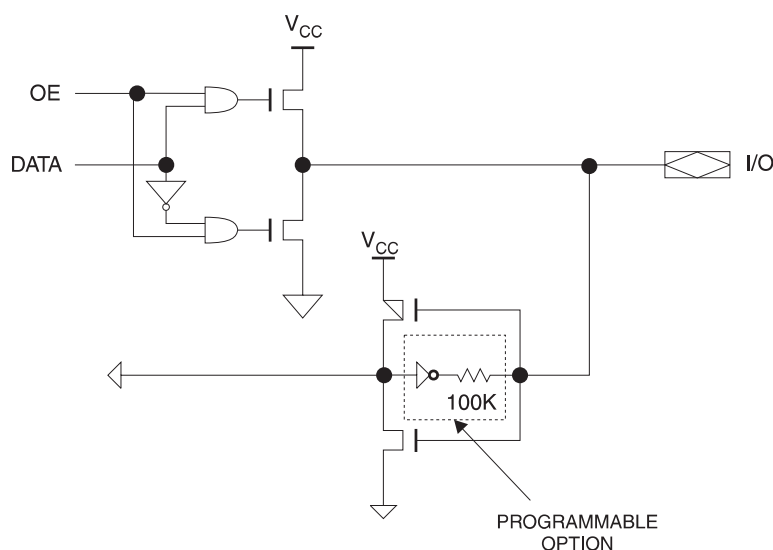 VCC
OE
DATA
I/O
VCC
100K
PROGRAMMABLE
OPTION